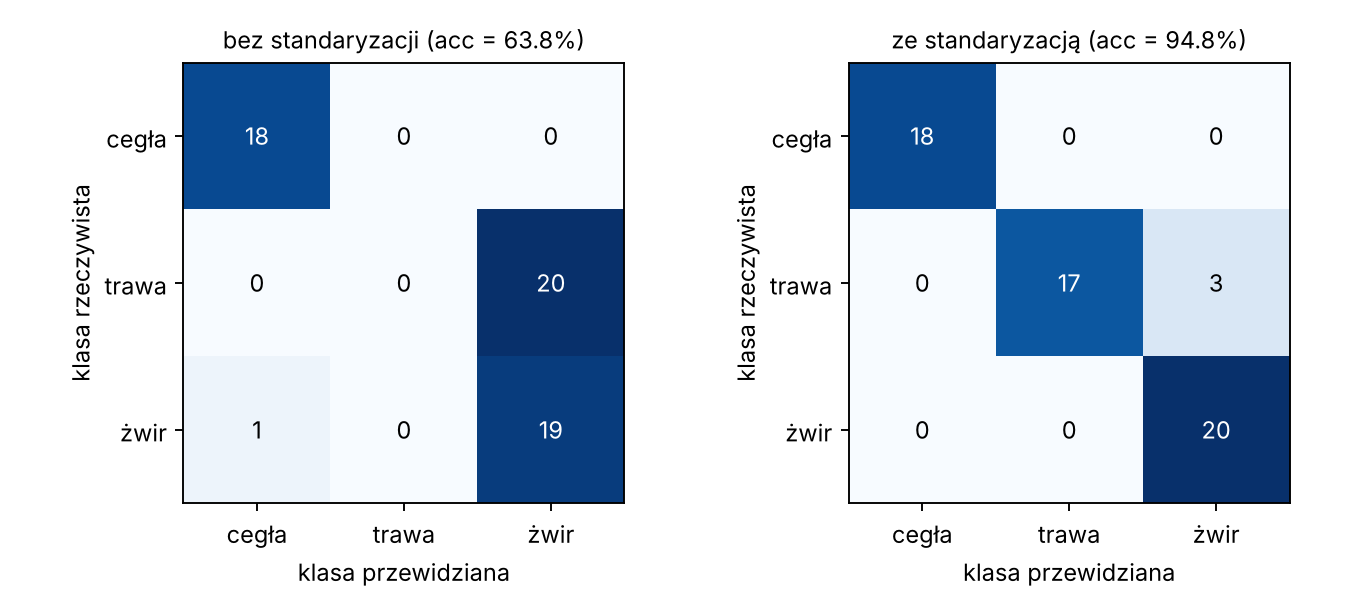 bez standaryzacji (acc = 63.8%)
klasa rzeczywista
cegła
18
0
0
trawa
0
0
20
żwir
1
0
19
cegła
trawa
żwir
klasa przewidziana
ze standaryzacją (acc = 94.8%)
klasa rzeczywista
cegła
18
0
0
trawa
0
17
3
żwir
0
0
20
cegła
trawa
żwir
klasa przewidziana